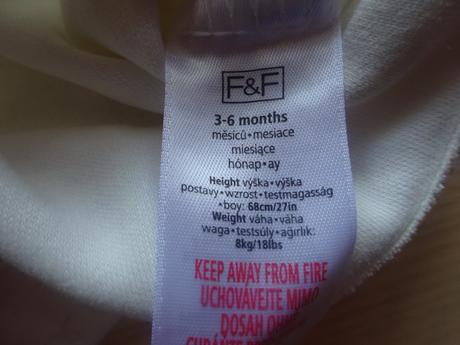 F&F
3-6 months
měsíců•mesiace
miesiące
hónap•ay
Height výška•výška
postavy•wzrost•testmagasság
•boy: 68cm/27in
Weight váha•váha
waga•testsúly•ağırlık:
8kg/18lbs
KEEP AWAY FROM FIRE
UCHOVÁVEJTE MIMO
DOSAH